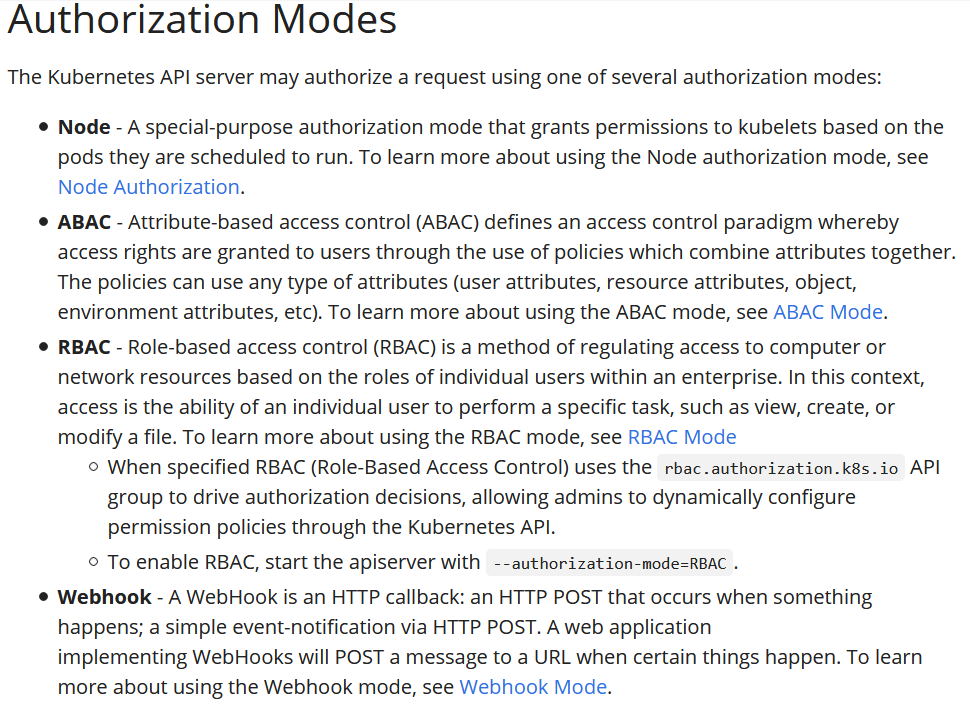 Authorization Modes
The Kubernetes API server may authorize a request using one of several authorization modes:
• Node - A special-purpose authorization mode that grants permissions to kubelets based on the
pods they are scheduled to run. To learn more about using the Node authorization mode, see
Node Authorization.
• ABAC - Attribute-based access control (ABAC) defines an access control paradigm whereby
access rights are granted to users through the use of policies which combine attributes together.
The policies can use any type of attributes (user attributes, resource attributes, object,
environment attributes, etc). To learn more about using the ABAC mode, see ABAC Mode.
• RBAC - Role-based access control (RBAC) is a method of regulating access to computer or
network resources based on the roles of individual users within an enterprise. In this context,
access is the ability of an individual user to perform a specific task, such as view, create, or
modify a file. To learn more about using the RBAC mode, see RBAC Mode
◦ When specified RBAC (Role-Based Access Control) uses the rbac.authorization.k8s.io API
group to drive authorization decisions, allowing admins to dynamically configure
permission policies through the Kubernetes API.
◦ To enable RBAC, start the apiserver with --authorization-mode=RBAC.
• Webhook - A WebHook is an HTTP callback: an HTTP POST that occurs when something
happens; a simple event-notification via HTTP POST. A web application
implementing WebHooks will POST a message to a URL when certain things happen. To learn
more about using the Webhook mode, see Webhook Mode.